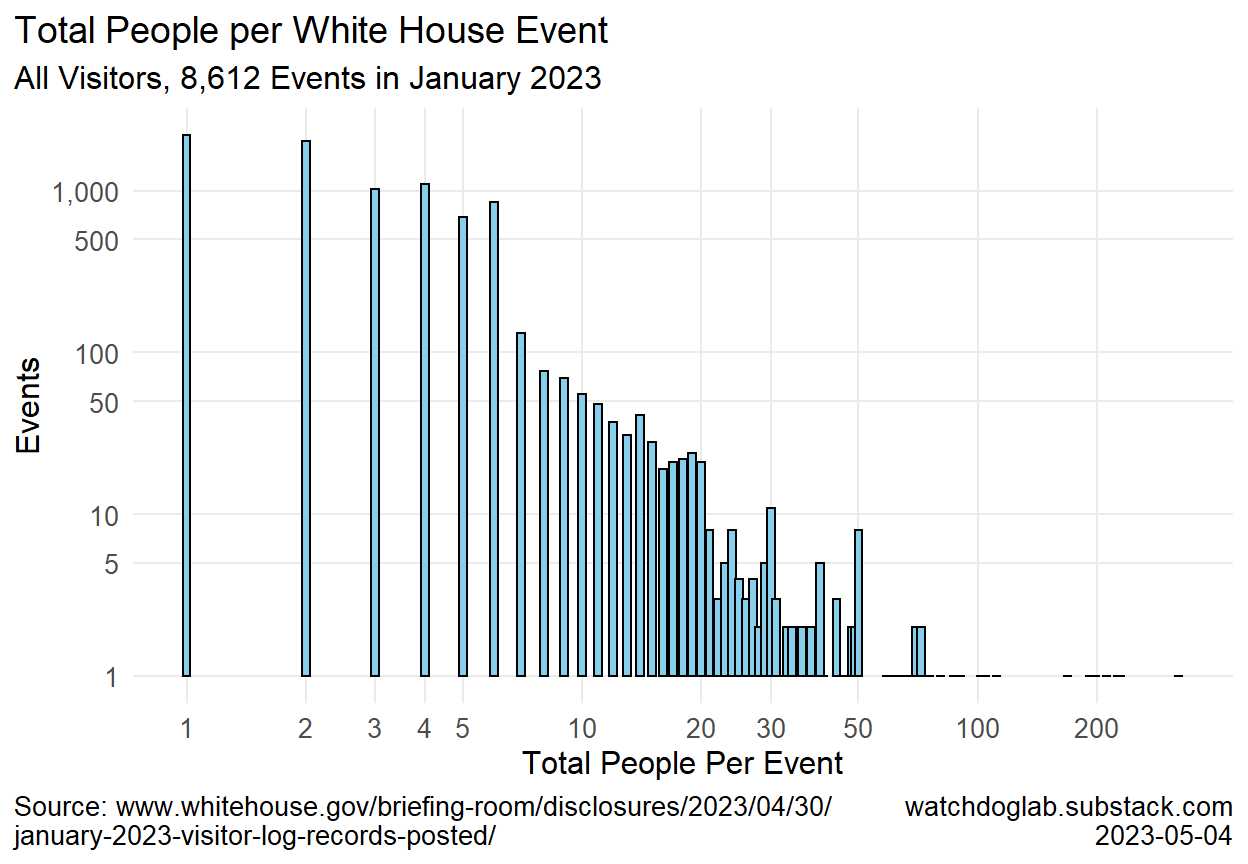 Total People per White House Event
All Visitors, 8,612 Events in January 2023
Events
1,000
500
100
50
10
5
1
1 2 3 4 5 10 20 30 50 100 200
Total People Per Event
Source: www.whitehouse.gov/briefing-room/disclosures/2023/04/30/
january-2023-visitor-log-records-posted/
watchdoglab.substack.com
2023-05-04